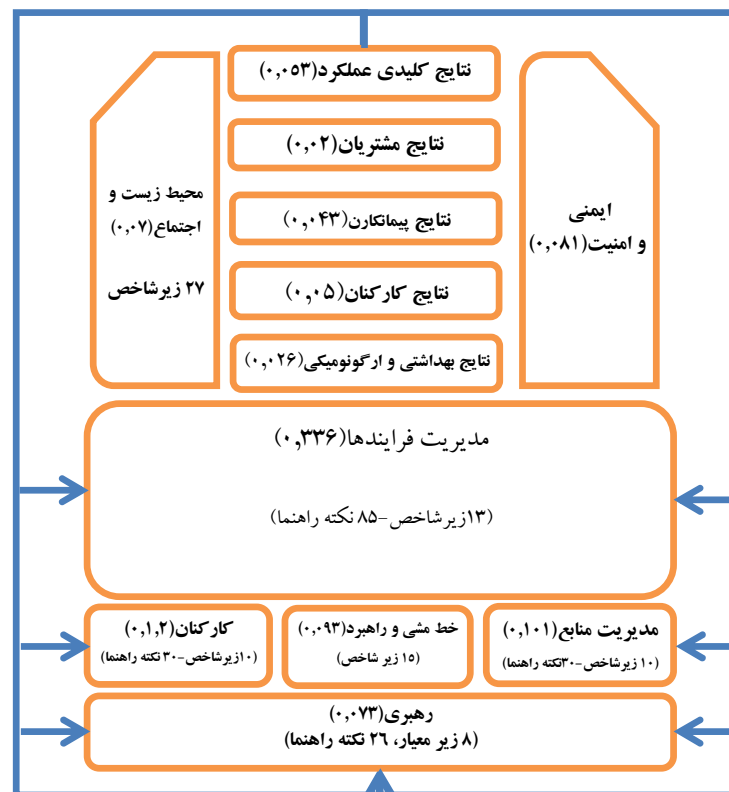 نتایج کلیدی عملکرد(۰,۰۵۳)
نتایج مشتریان(۰,۰۲)
نتایج پیمانکارن(۰,۰۴۳)
نتایج کارکنان(۰,۰۵)
نتایج بهداشتی و ارگونومیکی(۰,۰۲۶)
ایمنی
و امنیت(۰,۰۸۱)
محیط زیست و
اجتماع(۰,۰۷)
۲۷ زیرشاخص
مدیریت فرایندها(۰,۳۳۶)
(۱۳زیرشاخص-۸۵ نکته راهنما)
مدیریت منابع(۰,۱۰۱)
(۱۰ زیرشاخص-۳۰نکته راهنما)
خط مشی و راهبرد(۰,۰۹۳)
(۱۵ زیر شاخص)
کارکنان(۰,۱,۲)
(۱۰زیرشاخص-۳۰ نکته راهنما)
رهبری(۰,۰۷۳)
(۸ زیر معیار، ۲۶ نکته راهنما)